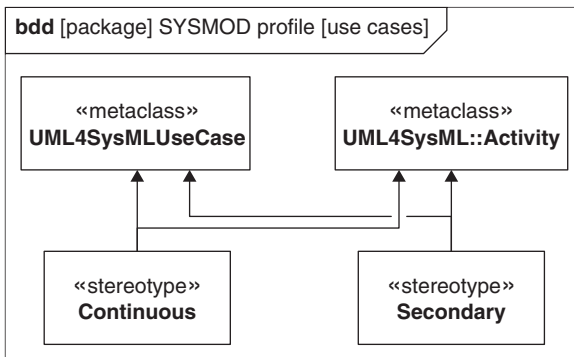 bdd [package] SYSMOD profile [use cases]
«metaclass»
UML4SysMLUseCase
«metaclass»
UML4SysML::Activity
«stereotype»
Continuous
«stereotype»
Secondary